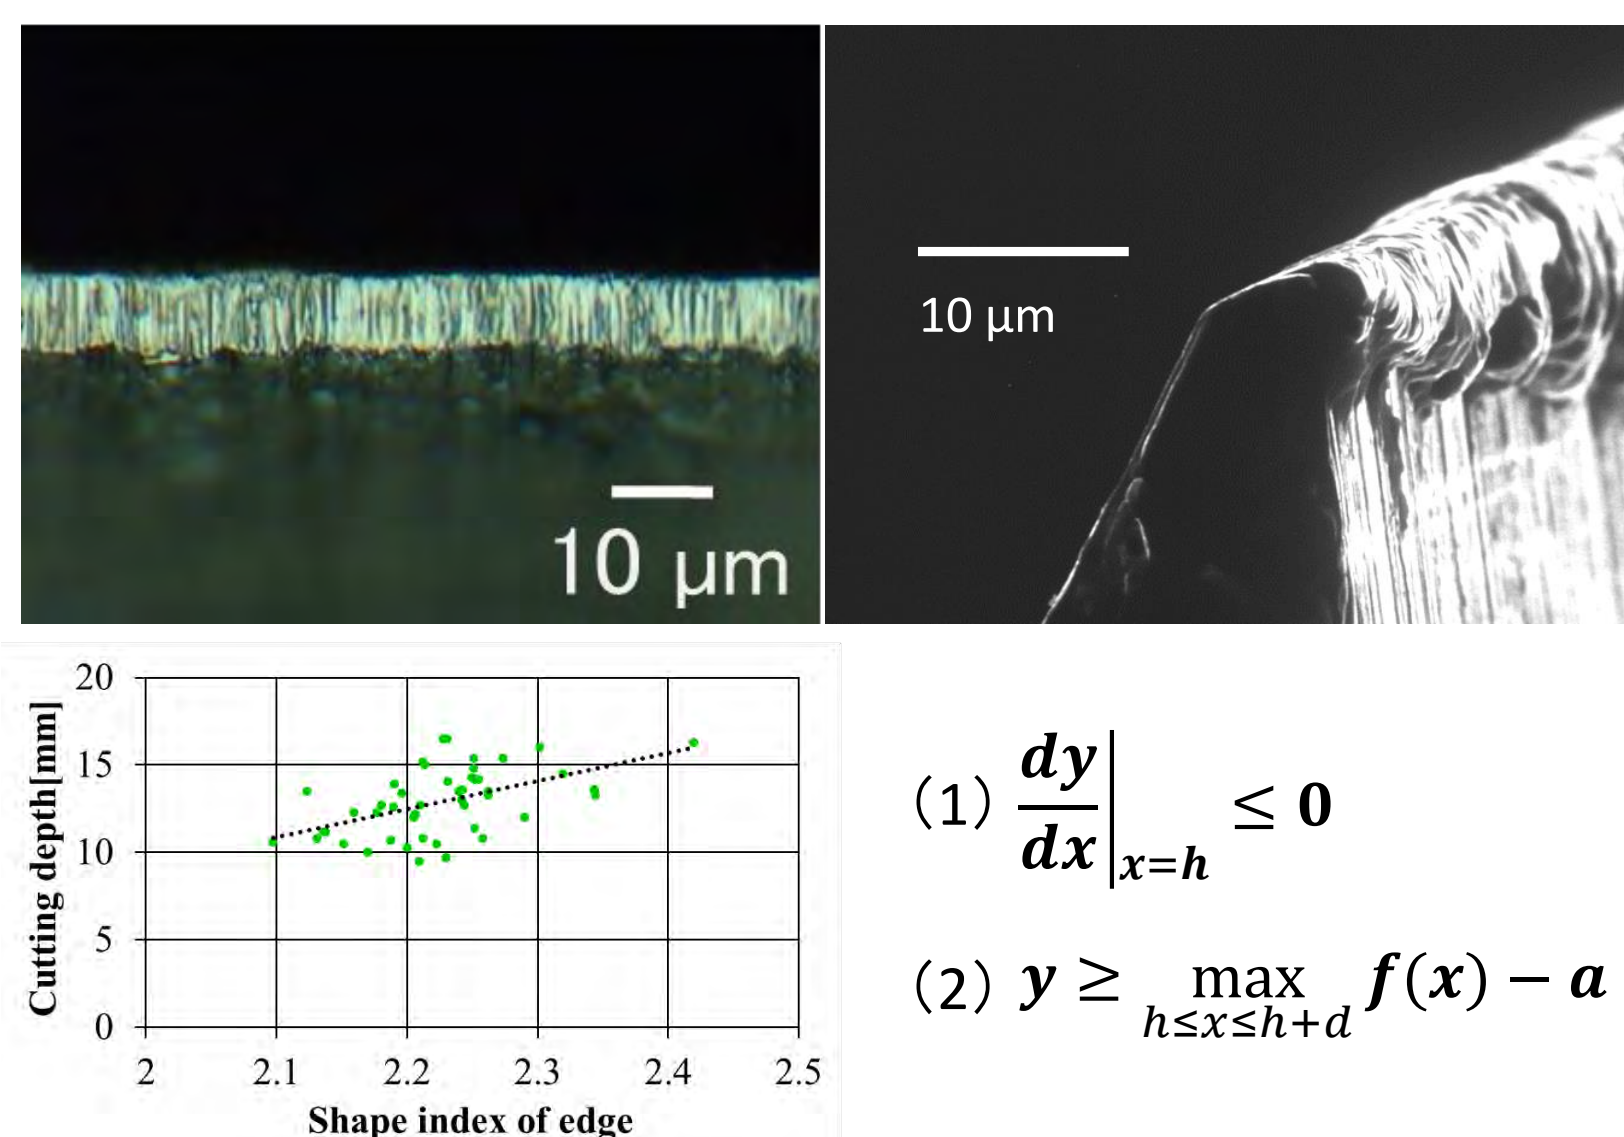 10 µm
10 µm
Cutting depth[mm]
20
15
10
5
0
2 2.1 2.2 2.3 2.4 2.5
Shape index of edge
(1) dy/dx|x=h ≤ 0
(2) y ≥ max h≤x≤h+d f(x) − a